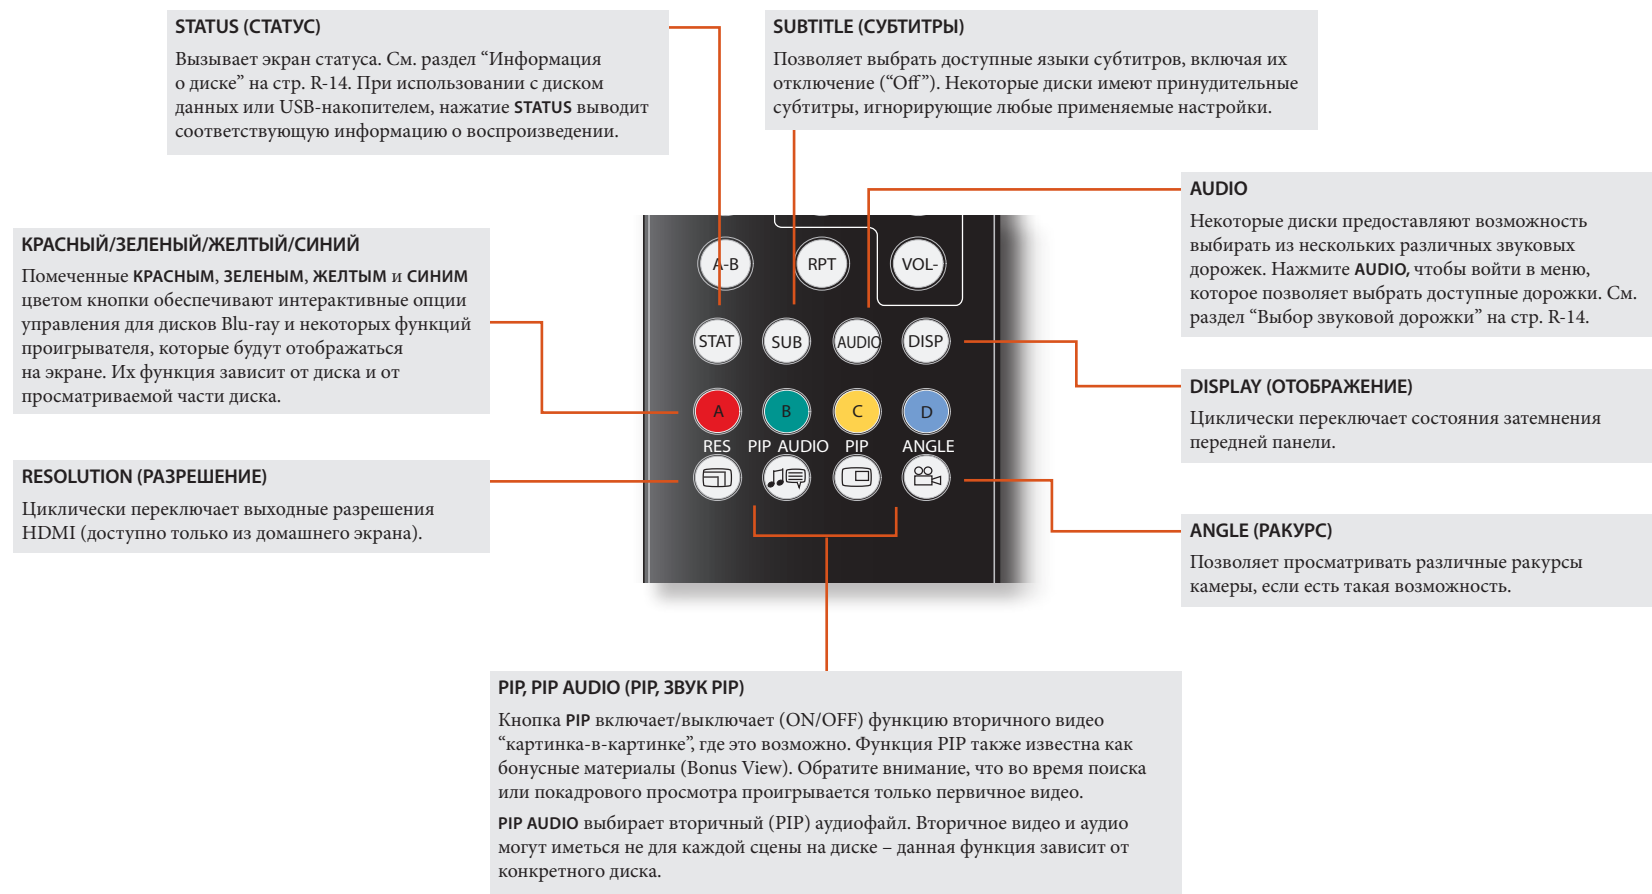 STATUS (СТАТУС)
Вызывает экран статуса. См. раздел “Информация
о диске” на стр. R-14. При использовании с диском
данных или USB-накопителем, нажатие STATUS выводит
соответствующую информацию о воспроизведении.
SUBTITLE (СУБТИТРЫ)
Позволяет выбрать доступные языки субтитров, включая их
отключение (“Off”). Некоторые диски имеют принудительные
субтитры, игнорирующие любые применяемые настройки.
AUDIO
Некоторые диски предоставляют возможность
выбирать из нескольких различных звуковых
дорожек. Нажмите AUDIO, чтобы войти в меню,
которое позволяет выбрать доступные дорожки. См.
раздел “Выбор звуковой дорожки” на стр. R-14.
КРАСНЫЙ/ЗЕЛЕНЫЙ/ЖЕЛТЫЙ/СИНИЙ
Помеченные КРАСНЫМ, ЗЕЛЕНЫМ, ЖЕЛТЫМ и СИНИМ
цветом кнопки обеспечивают интерактивные опции
управления для дисков Blu-ray и некоторых функций
проигрывателя, которые будут отображаться
на экране. Их функция зависит от диска и от
просматриваемой части диска.
A-B RPT VOL-
STAT SUB AUDIO DISP
A B C D
RES PIP AUDIO PIP ANGLE
DISPLAY (ОТОБРАЖЕНИЕ)
Циклически переключает состояния затемнения
передней панели.
RESOLUTION (РАЗРЕШЕНИЕ)
Циклически переключает выходные разрешения
HDMI (доступно только из домашнего экрана).
ANGLE (РАКУРС)
Позволяет просматривать различные ракурсы
камеры, если есть такая возможность.
PIP, PIP AUDIO (PIP, ЗВУК PIP)
Кнопка PIP включает/выключает (ON/OFF) функцию вторичного видео
“картинка-в-картинке”, где это возможно. Функция PIP также известна как
бонусные материалы (Bonus View). Обратите внимание, что во время поиска
или покадрового просмотра проигрывается только первичное видео.
PIP AUDIO выбирает вторичный (PIP) аудиофайл. Вторичное видео и аудио
могут иметься не для каждой сцены на диске – данная функция зависит от
конкретного диска.